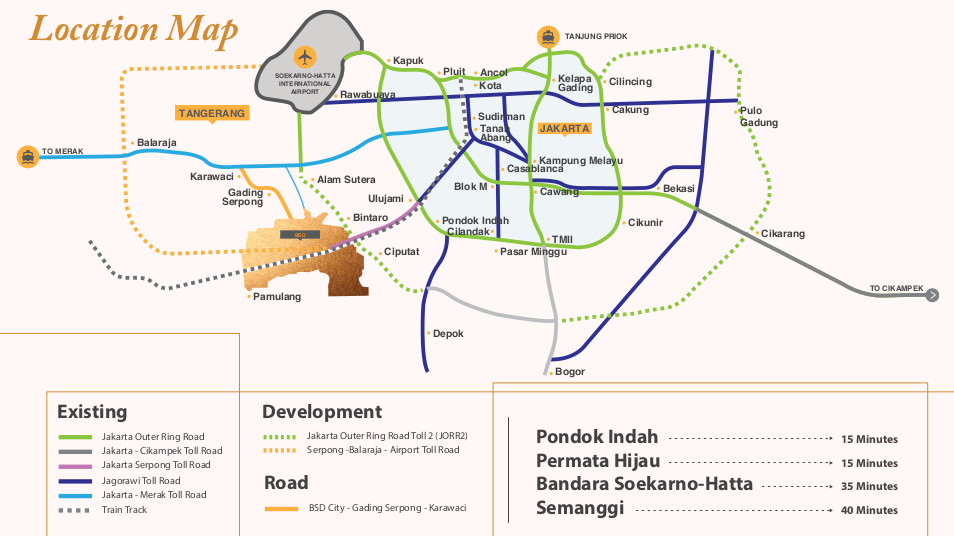 Location Map
TANJUNG PRIOK
SOEKARNO-HATTA
INTERNATIONAL
AIRPORT
Kapuk
Pluit
Ancol
Kota
Kelapa
Gading
Cilincing
Rawabuaya
Cakung
Pulo
Gadung
TANGERANG
Sudirman
Tanah
Abang
JAKARTA
TO MERAK
Balaraja
Kampung Melayu
Casablanca
Karawaci
Alam Sutera
Blok M
Cawang
Bekasi
Gading
Serpong
Ulujami
Bintaro
Pondok Indah
Cilandak
Cikunir
Cikarang
TMII
Pasar Minggu
Ciputat
TO CIKAMPEK
Pamulang
Depok
Bogor
Existing
Jakarta Outer Ring Road
Jakarta - Cikampek Toll Road
Jakarta Serpong Toll Road
Jagorawi Toll Road
Jakarta - Merak Toll Road
Train Track
Development
Jakarta Outer Ring Road Toll 2 (JORR2)
Serpong -Balaraja - Airport Toll Road
Road
BSD City - Gading Serpong - Karawaci
Pondok Indah 15 Minutes
Permata Hijau 15 Minutes
Bandara Soekarno-Hatta 35 Minutes
Semanggi 40 Minutes